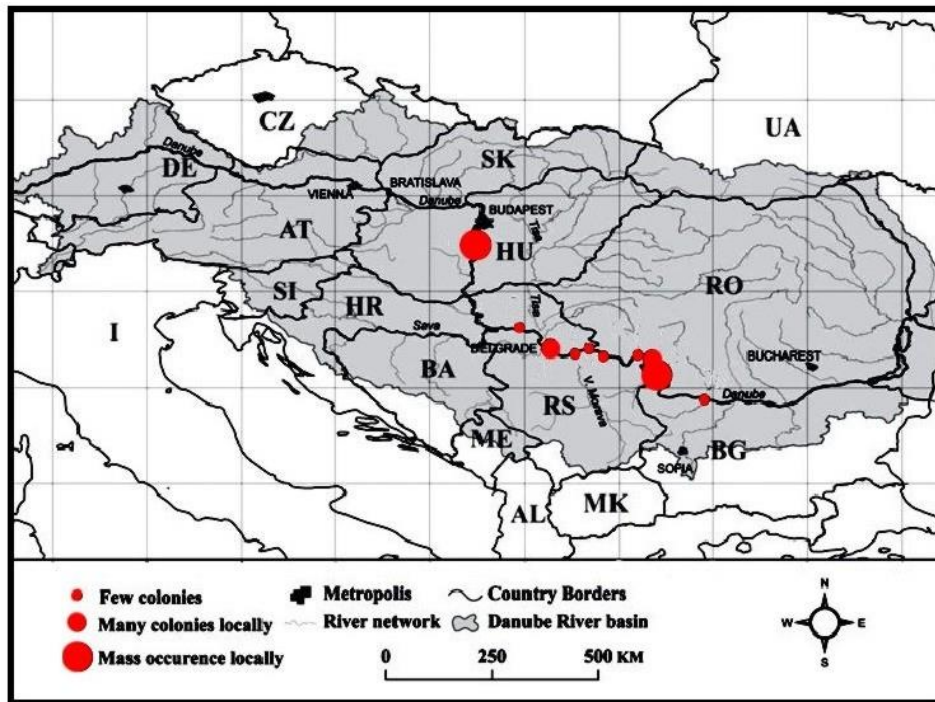 CZ
UA
Danube
DE
SK
VIENNA
BRATISLAVA
Danube
BUDAPEST
Tisa
AT
HU
SI
HR
RO
I
Tisa
Sava
BELGRADE
BUCHAREST
BA
Danube
RS
V. Morava
ME
BG
SOFIA
AL
MK
Few colonies
Metropolis
Country Borders
Many colonies locally
River network
Danube River basin
Mass occurence locally
0 250 500 KM
N
W E
S